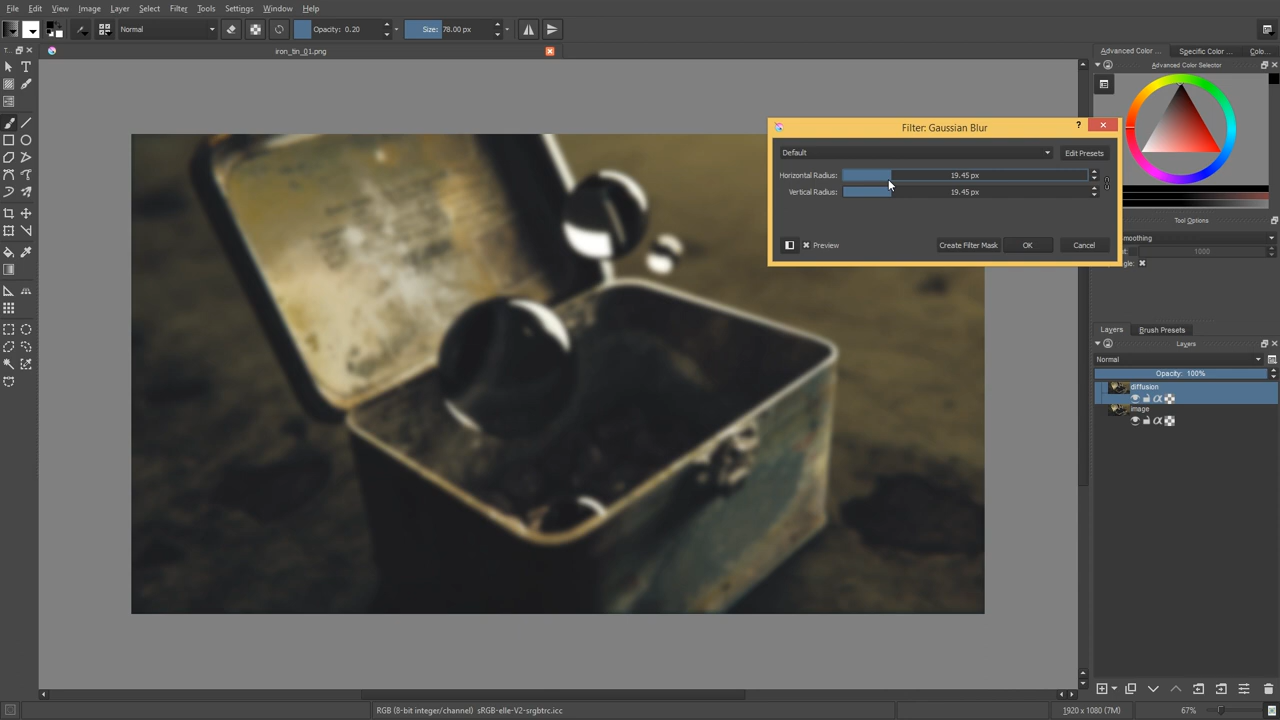 File Edit View Image Layer Select Filter Tools Settings Window Help
Normal Opacity: 0.20 Size: 78.00 px
T... iron_tin_01.png Advanced Color ... Specific Color ... Colo...
Advanced Color Selector
Filter: Gaussian Blur ?
Default Edit Presets
Horizontal Radius: 19.45 px
Vertical Radius: 19.45 px
Tool Options
moothing
1000
Preview Create Filter Mask OK Cancel
Layers Brush Presets
Layers
Normal
Opacity: 100%
diffusion
image
RGB (8-bit integer/channel) sRGB-elle-V2-srgbtrc.icc 1920 x 1080 (7M) 67%